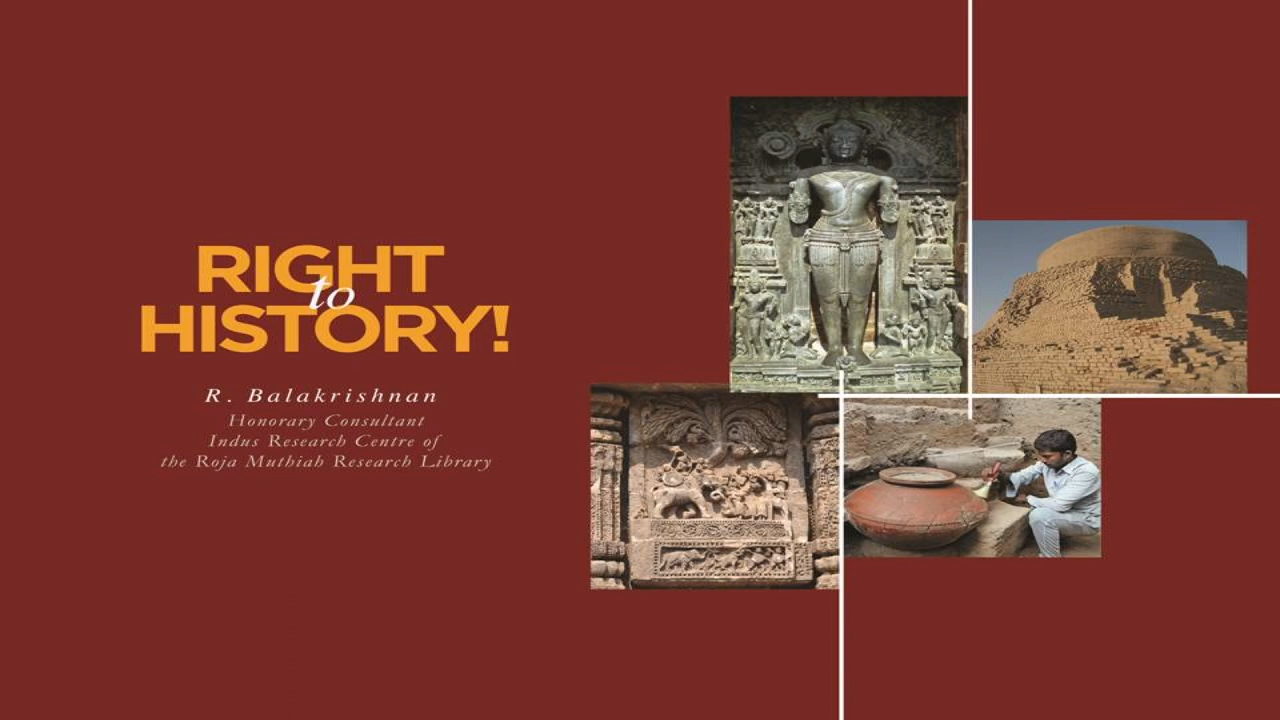 RIGHT
to
HISTORY!
R. Balakrishnan
Honorary Consultant
Indus Research Centre of
the Roja Muthiah Research Library